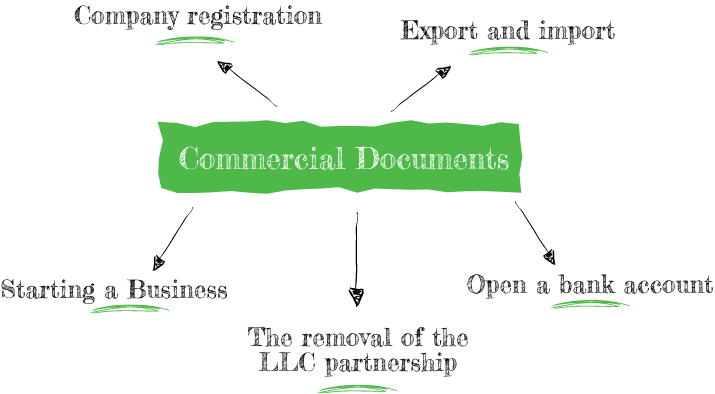 Company registration
Export and import
Commercial Documents
Starting a Business
Open a bank account
The removal of the
LLC partnership